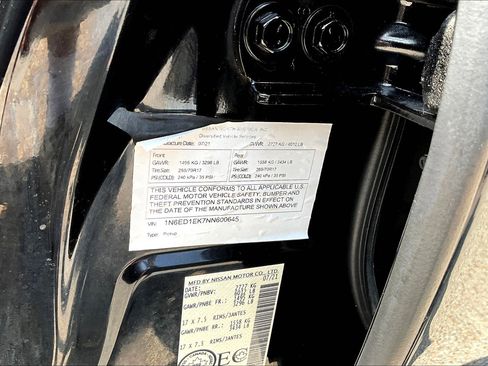 Diversified Vehicle Services
Manufacture Date: 07/21 GVWR: 2727 KG / 6012 LB
Front Rear
GAWR: 1495 KG / 3296 LB GAWR: 1558 KG / 3434 LB
Tire Size: 265/70R17 Tire Size: 265/70R17
PSI(COLD): 240 kPa / 35 PSI PSI(COLD): 240 kPa / 35 PSI
THIS VEHICLE CONFORMS TO ALL APPLICABLE U.S.
FEDERAL MOTOR VEHICLE SAFETY, BUMPER AND
THEFT PREVENTION STANDARDS IN EFFECT ON
THE DATE OF THE MANUFACTURE SHOWN ABOVE.
VIN: 1N6ED1EK7NN600645
Type: Pickup
MFD BY NISSAN MOTOR CO., LTD.
DATE: 07/21
GVWR/PNBV: 2727 KG
6012 LB
GAWR/PNBE FR.: 1495 KG
3296 LB
17 X 7.5 RIMS/JANTES
GAWR/PNBE RR.: 1558 KG
3434 LB
17 X 7.5 RIMS/JANTES
CANADA